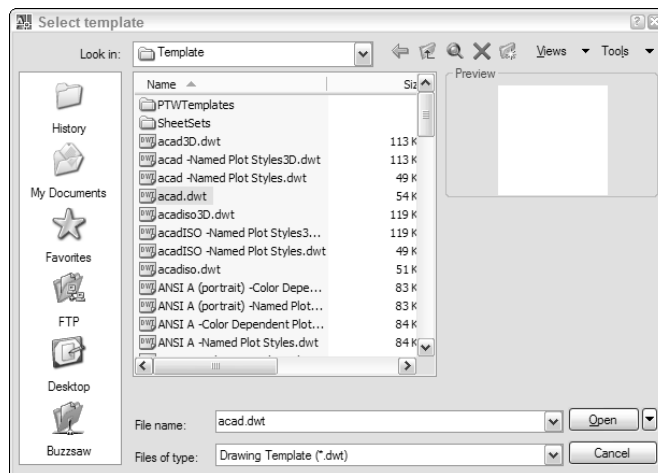 Select template
Look in:
Template
Views
Tools
History
My Documents
Favorites
FTP
Desktop
Buzzsaw
Name
Siz
PTWTemplates
SheetSets
acad3D.dwt 113 K
acad -Named Plot Styles3D.dwt 113 K
acad -Named Plot Styles.dwt 49 K
acad.dwt 54 K
acadiso3D.dwt 119 K
acadISO -Named Plot Styles3... 119 K
acadISO -Named Plot Styles.dwt 49 K
acadiso.dwt 51 K
ANSI A (portrait) -Color Depe... 83 K
ANSI A (portrait) -Named Plot... 83 K
ANSI A -Color Dependent Plot... 84 K
ANSI A -Named Plot Styles.dwt 84 K
Preview
File name:
acad.dwt
Open
Files of type:
Drawing Template (*.dwt)
Cancel